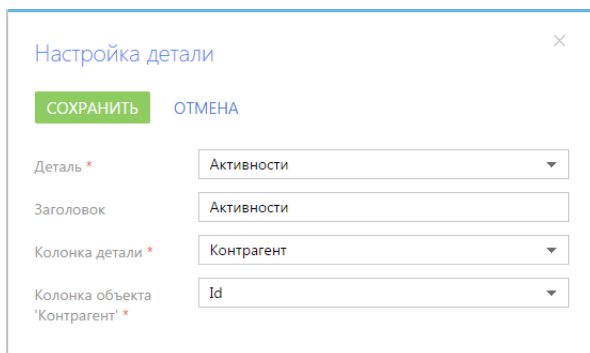 Настройка детали
СОХРАНИТЬ ОТМЕНА
Деталь * Активности
Заголовок Активности
Колонка детали * Контрагент
Колонка объекта Id
'Контрагент' *